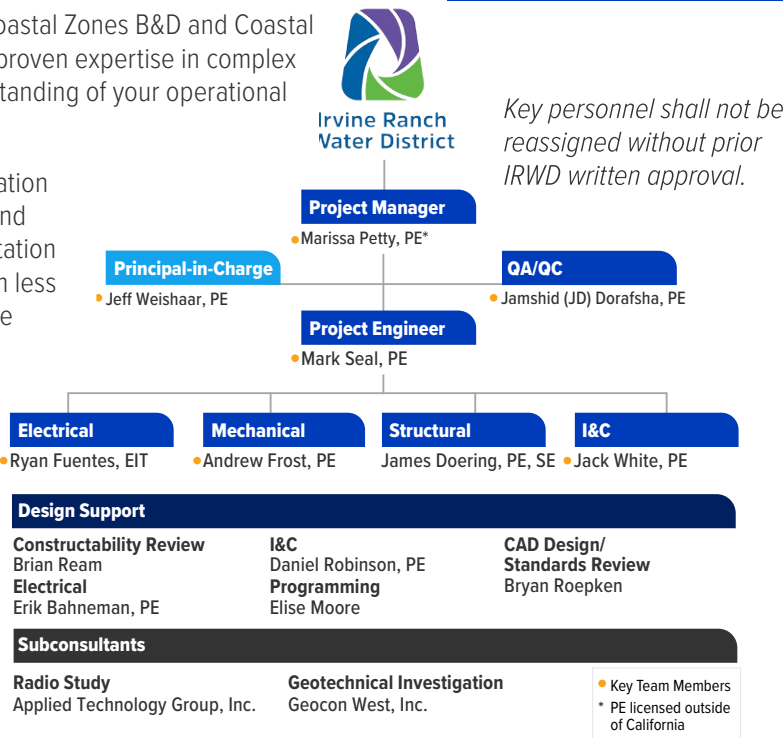 oastal Zones B&D and Coastal
proven expertise in complex
standing of your operational
ation
nd
tation
n less
e
Irvine Ranch
Water District
Key personnel shall not be
reassigned without prior
IRWD written approval.
Project Manager
Marissa Petty, PE*
Principal-in-Charge
Jeff Weishaar, PE
QA/QC
Jamshid (JD) Dorafsha, PE
Project Engineer
Mark Seal, PE
Electrical
Ryan Fuentes, EIT
Mechanical
Andrew Frost, PE
Structural
James Doering, PE, SE
I&C
Jack White, PE
Design Support
Constructability Review
Brian Ream
Electrical
Erik Bahneman, PE
I&C
Daniel Robinson, PE
Programming
Elise Moore
CAD Design/
Standards Review
Bryan Roepken
Subconsultants
Radio Study
Applied Technology Group, Inc.
Geotechnical Investigation
Geocon West, Inc.
Key Team Members
* PE licensed outside
of California